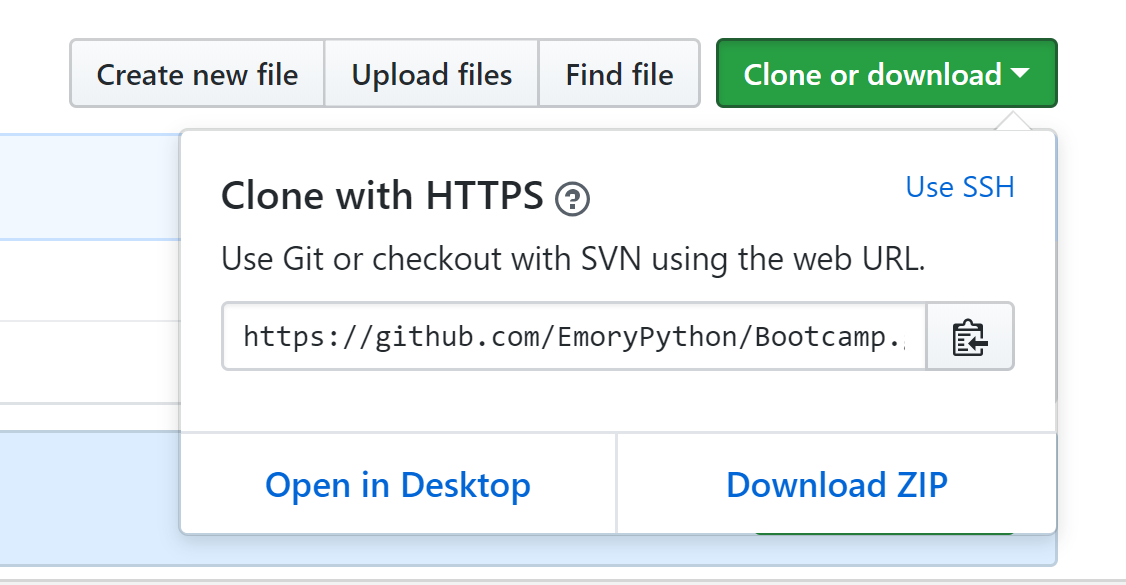 Create new file
Upload files
Find file
Clone or download
Clone with HTTPS ?
Use SSH
Use Git or checkout with SVN using the web URL.
https://github.com/EmoryPython/Bootcamp.
Open in Desktop
Download ZIP